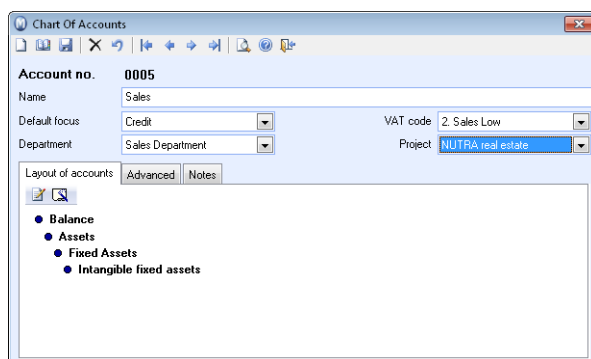 Chart Of Accounts
Account no. 0005
Name Sales
Default focus Credit VAT code 2. Sales Low
Department Sales Department Project NUTRA real estate
Layout of accounts Advanced Notes
Balance
Assets
Fixed Assets
Intangible fixed assets